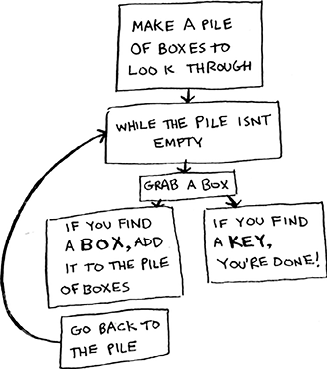 MAKE A PILE
OF BOXES TO
LOOK THROUGH
WHILE THE PILE ISNT
EMPTY
GRAB A BOX
IF YOU FIND
A BOX, ADD
IT TO THE PILE
OF BOXES
IF YOU FIND
A KEY,
YOU'RE DONE!
GO BACK TO
THE PILE